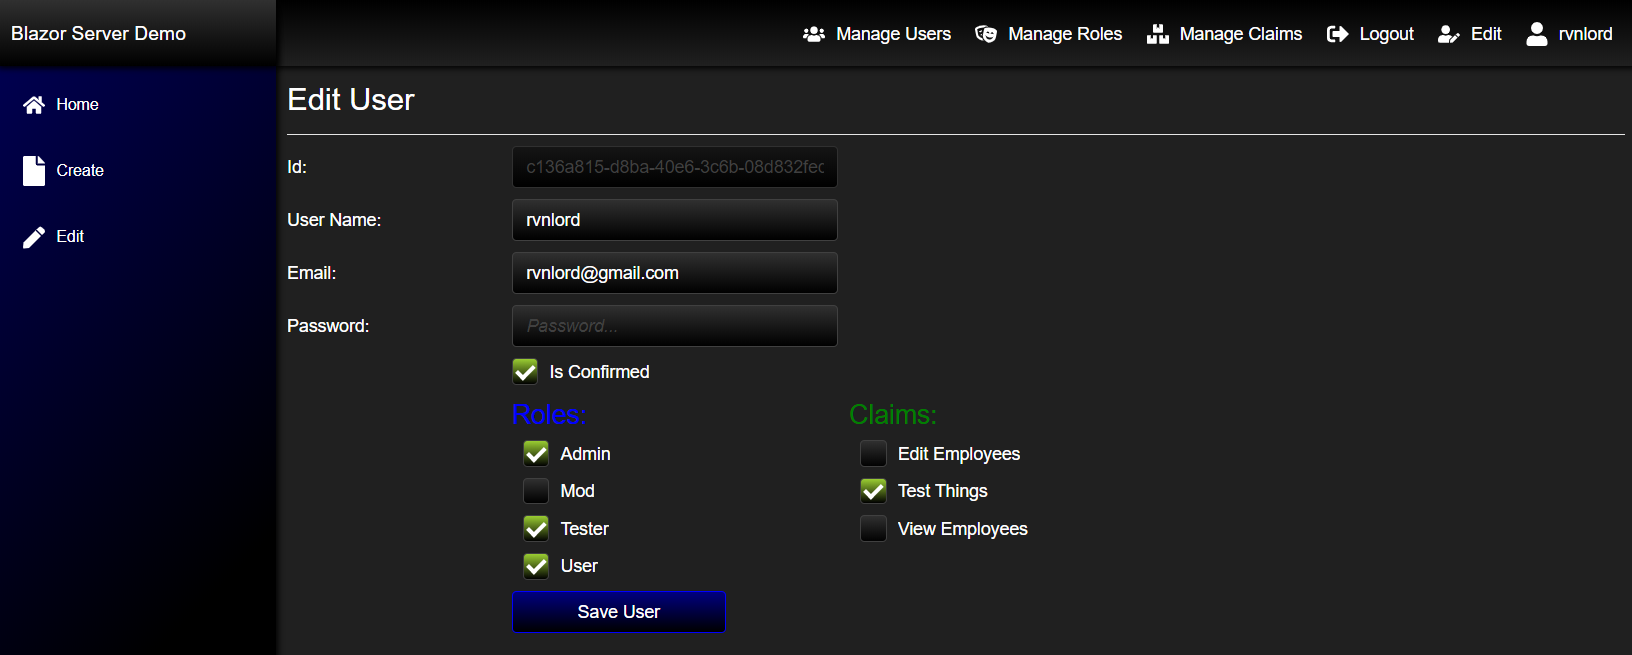 Blazor Server Demo
Manage Users
Manage Roles
Manage Claims
Logout
Edit
rvnlord
Home
Create
Edit
Edit User
Id:
c136a815-d8ba-40e6-3c6b-08d832fec
User Name:
rvnlord
Email:
rvnlord@gmail.com
Password:
Password...
Is Confirmed
Roles:
Admin
Mod
Tester
User
Claims:
Edit Employees
Test Things
View Employees
Save User